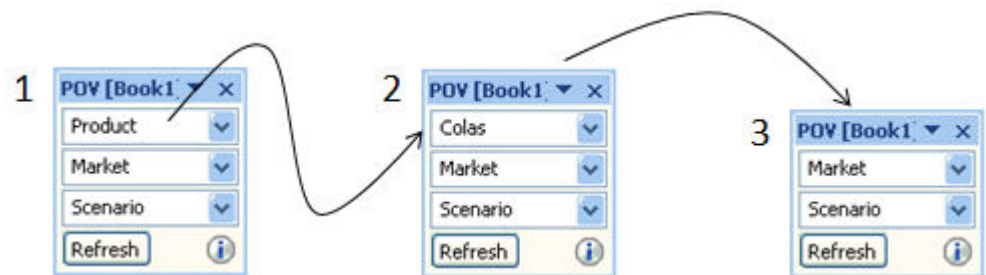 1
POV [Book1]
Product
Market
Scenario
Refresh
2
POV [Book1]
Colas
Market
Scenario
Refresh
3
POV [Book1]
Market
Scenario
Refresh